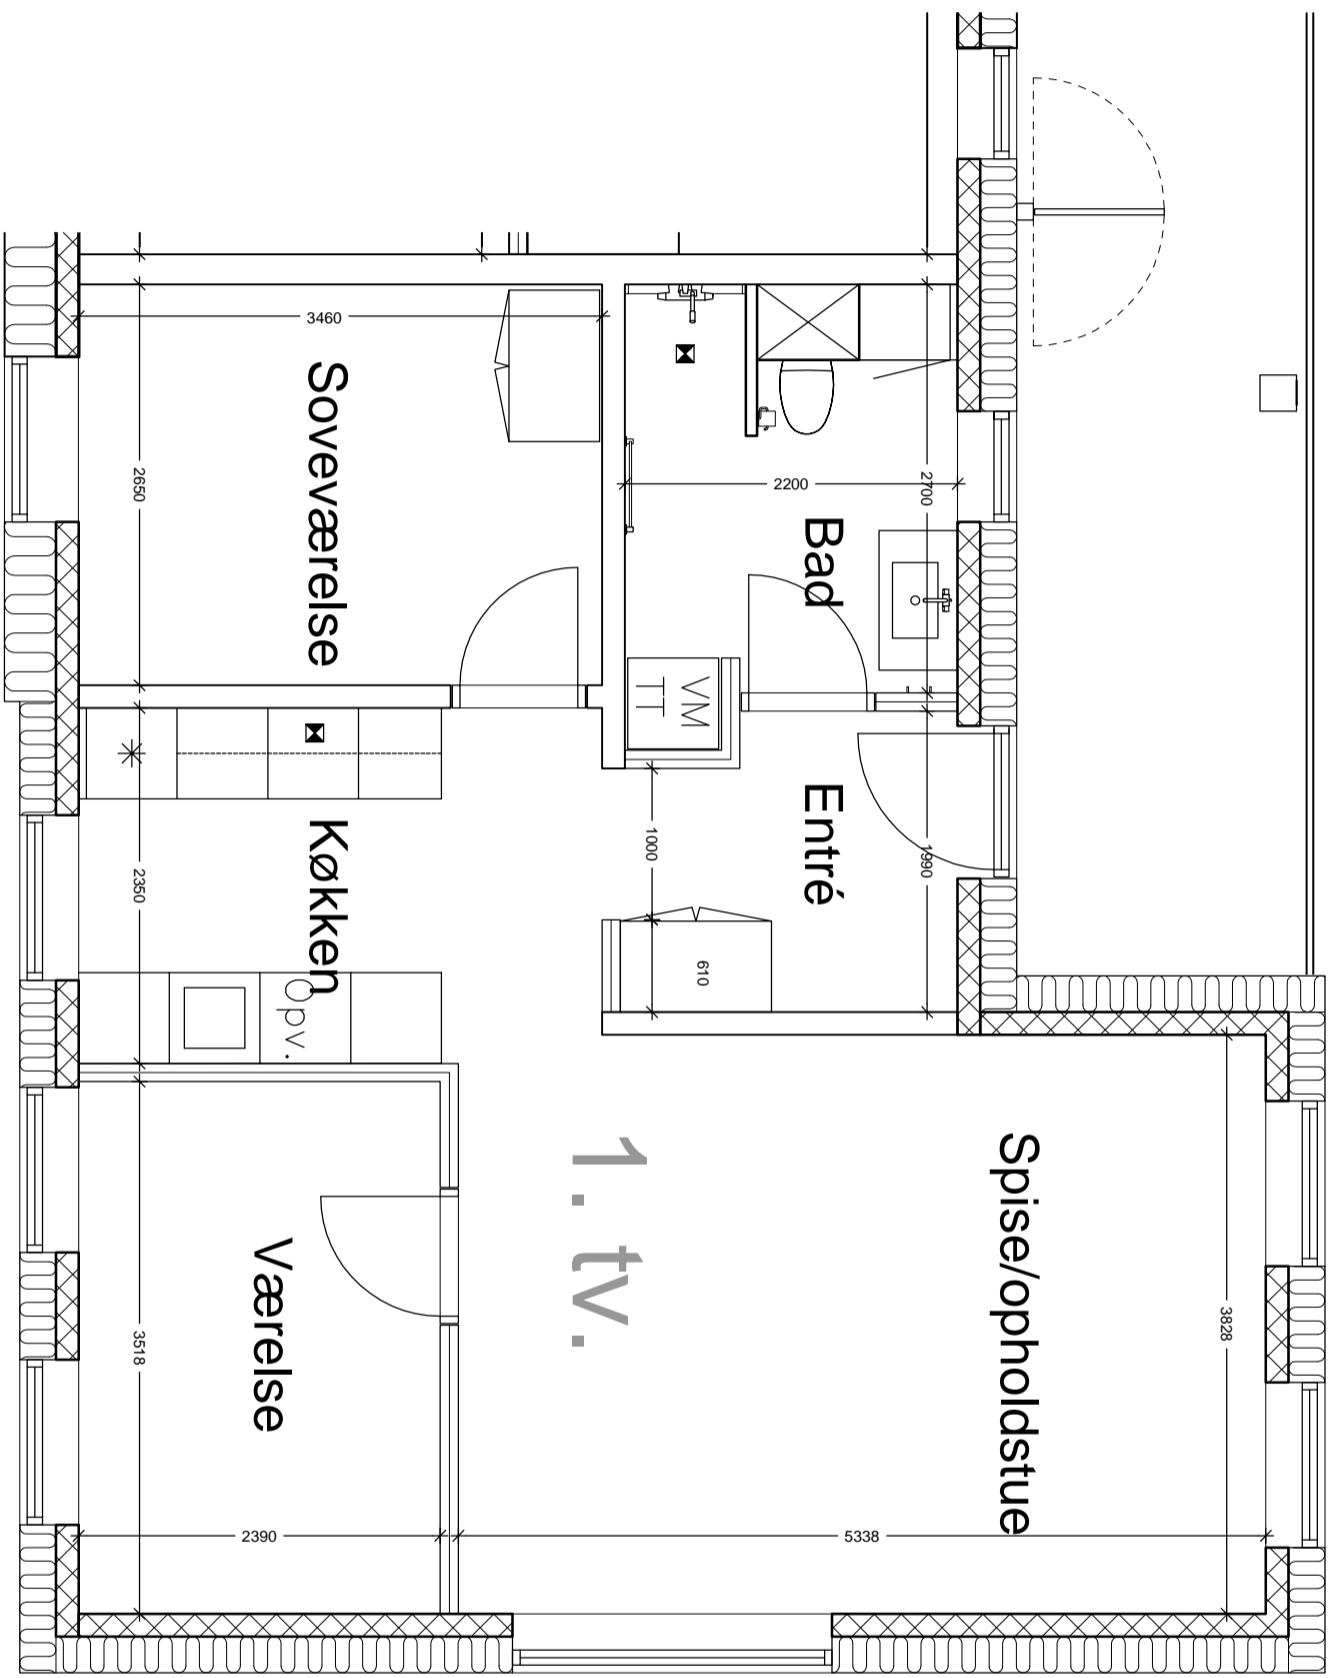 Spise/opholdstue
3828
5338
1. tv.
Entré
1990
610
1000
Bad
2700
2200
VM
TT
Soveværelse
3460
2650
Køkken
2350
Opv.
Værelse
3518
2390